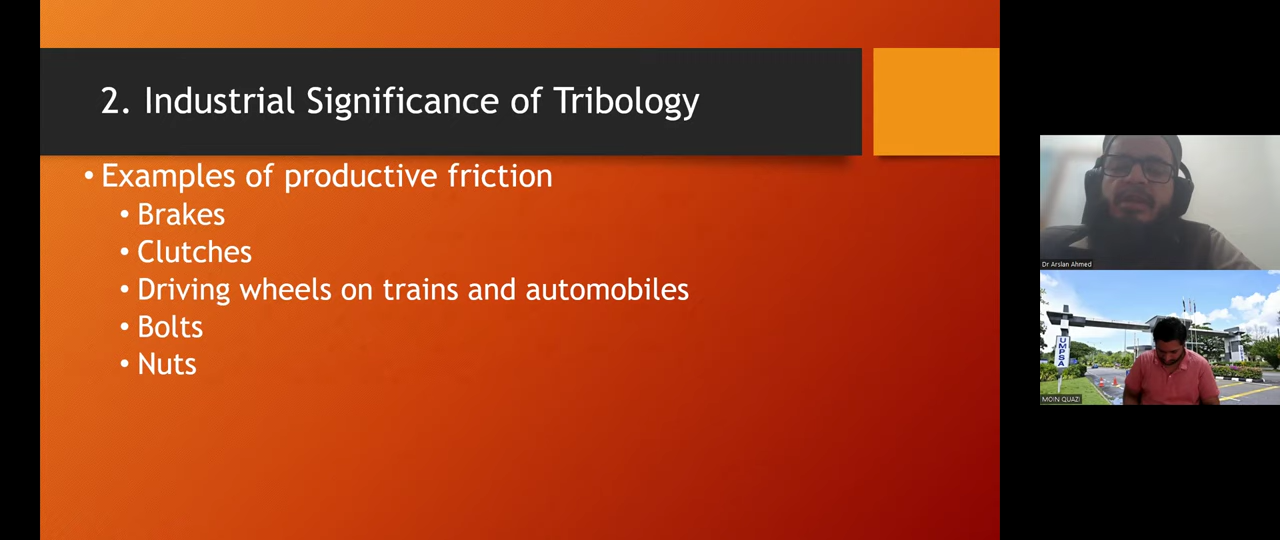 2. Industrial Significance of Tribology
• Examples of productive friction
• Brakes
• Clutches
• Driving wheels on trains and automobiles
• Bolts
• Nuts
Dr Arslan Ahmed
UMPSA
MOIN QUAZI